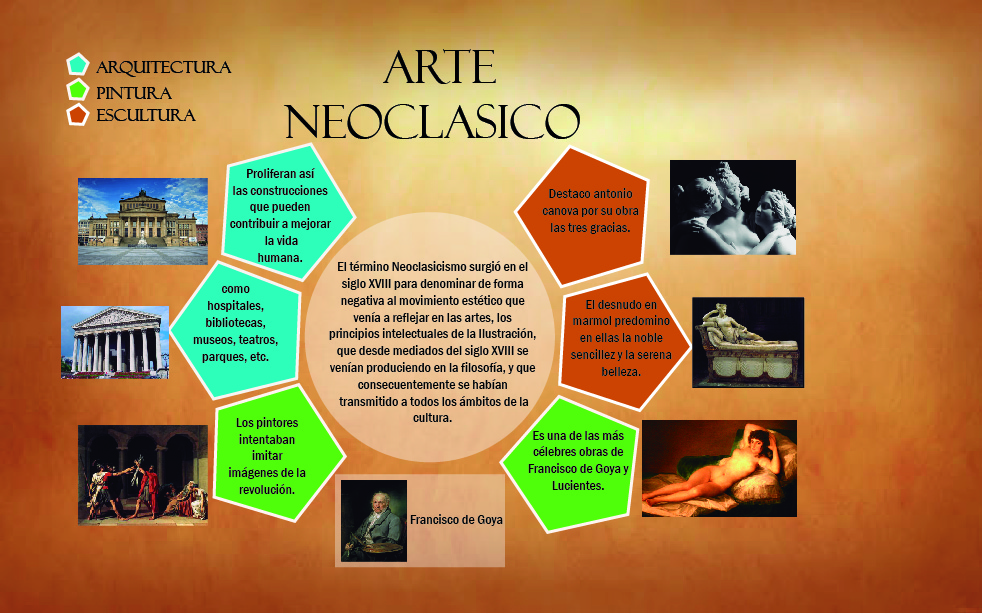 ARTE
NEOCLASICO
ARQUITECTURA
PINTURA
ESCULTURA
Proliferan así
las construcciones
que pueden
contribuir a mejorar
la vida
humana.
como
hospitales,
bibliotecas,
museos, teatros,
parques, etc.
Los pintores
intentaban
imitar
imágenes de la
revolución.
El término Neoclasicismo surgió en el
siglo XVIII para denominar de forma
negativa al movimiento estético que
venía a reflejar en las artes, los
principios intelectuales de la Ilustración,
que desde mediados del siglo XVIII se
venían produciendo en la filosofía, y que
consecuentemente se habían
transmitido a todos los ámbitos de la
cultura.
Destaco antonio
canova por su obra
las tres gracias.
El desnudo en
marmol predomino
en ellas la noble
sencillez y la serena
belleza.
Es una de las más
célebres obras de
Francisco de Goya y
Lucientes.
Francisco de Goya